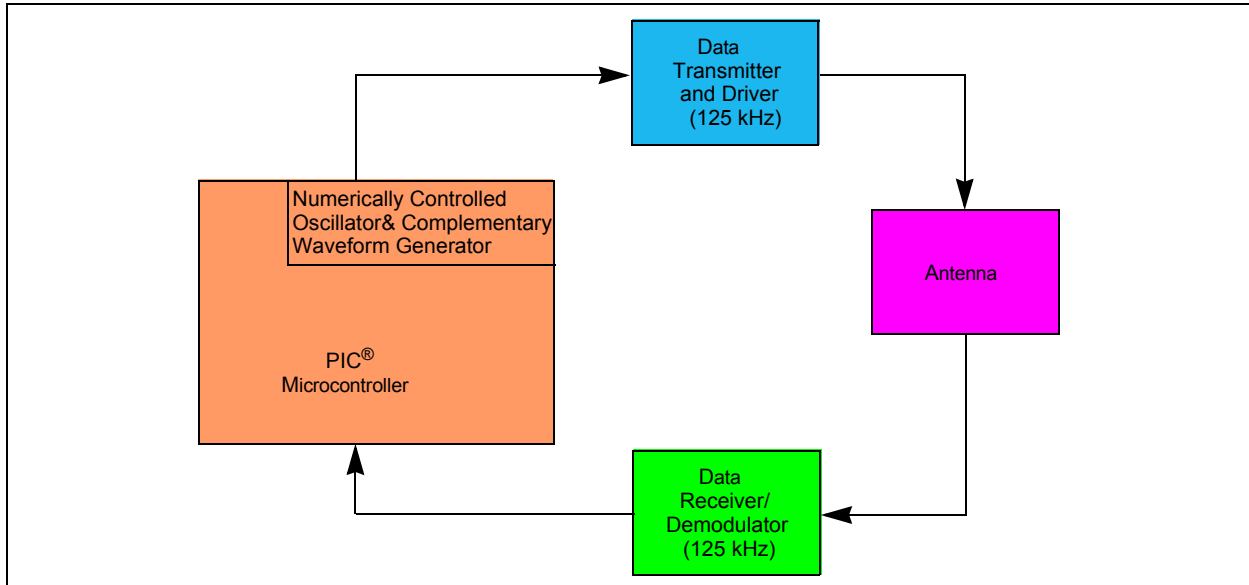 Data
Transmitter
and Driver
(125 kHz)
Numerically Controlled
Oscillator& Complementary
Waveform Generator
Antenna
PIC®
Microcontroller
Data
Receiver/
Demodulator
(125 kHz)